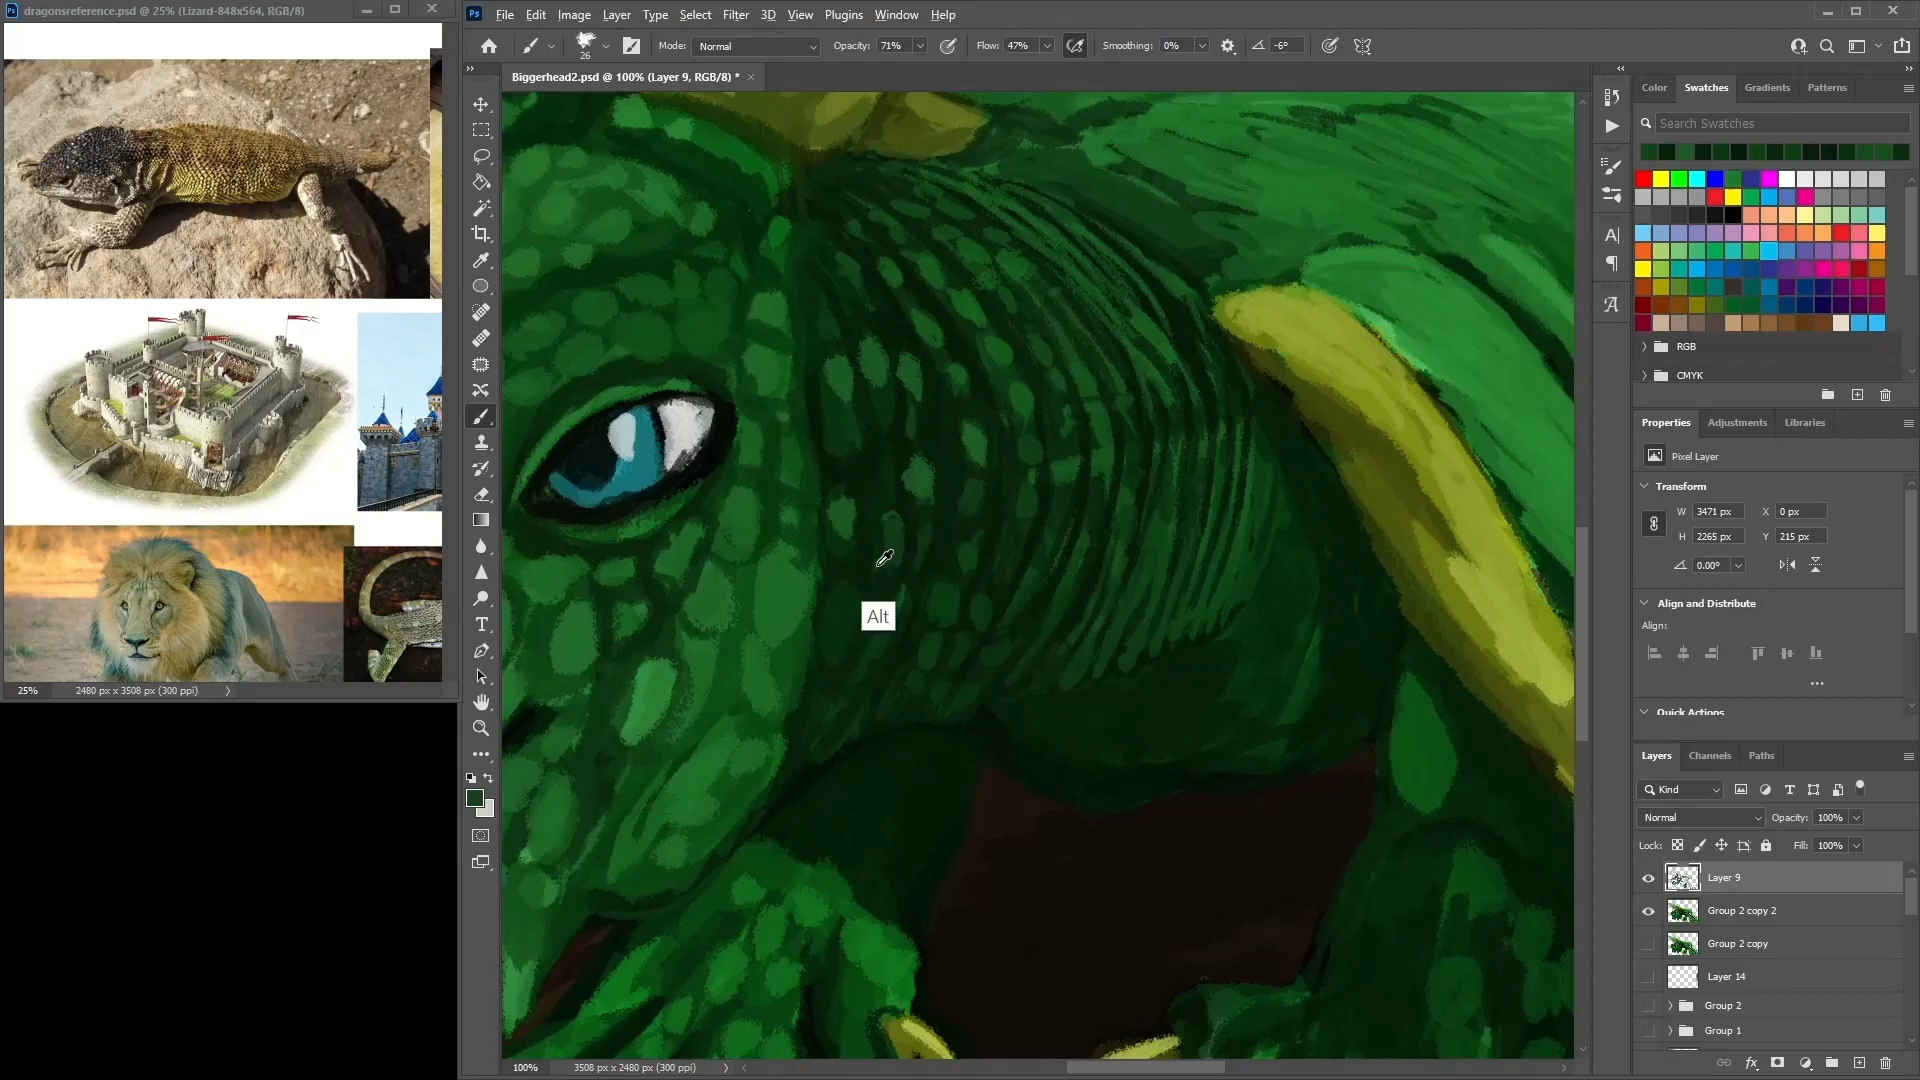 dragonsreference.psd @ 25% (Lizard-848x564, RGB/8)
File Edit Image Layer Type Select Filter 3D View Plugins Window Help
26
Mode: Normal
Opacity: 71%
Flow: 47%
Smoothing: 0%
-6°
Biggerhead2.psd @ 100% (Layer 9, RGB/8) *
Color Swatches Gradients Patterns
Search Swatches
RGB
CMYK
Properties Adjustments Libraries
Pixel Layer
Transform
W 3471 px X 0 px
H 2265 px Y 215 px
0.00°
Align and Distribute
Align:
Quick Actions
Alt
25% 2480 px x 3508 px (300 ppi)
Layers Channels Paths
Kind
Normal Opacity: 100%
Lock: Fill: 100%
Layer 9
Group 2 copy 2
Group 2 copy
Layer 14
Group 2
Group 1
100% 3508 px x 2480 px (300 ppi)